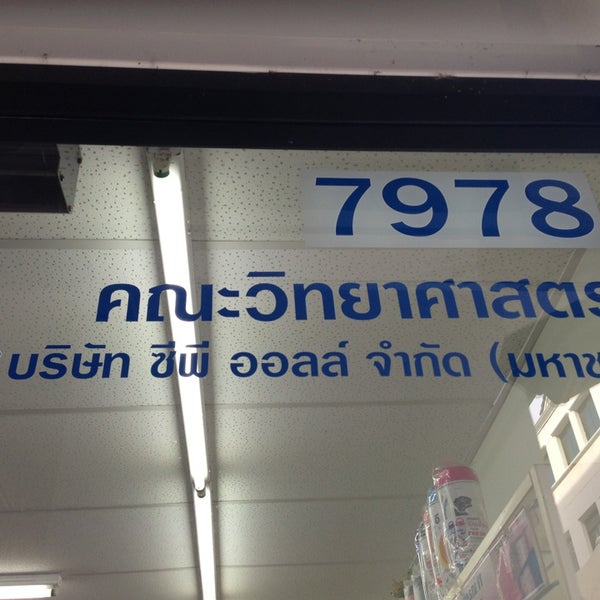 7978
คณะวิทยาศาสตร
บริษัท ซีพี ออลล์ จำกัด (มหาช